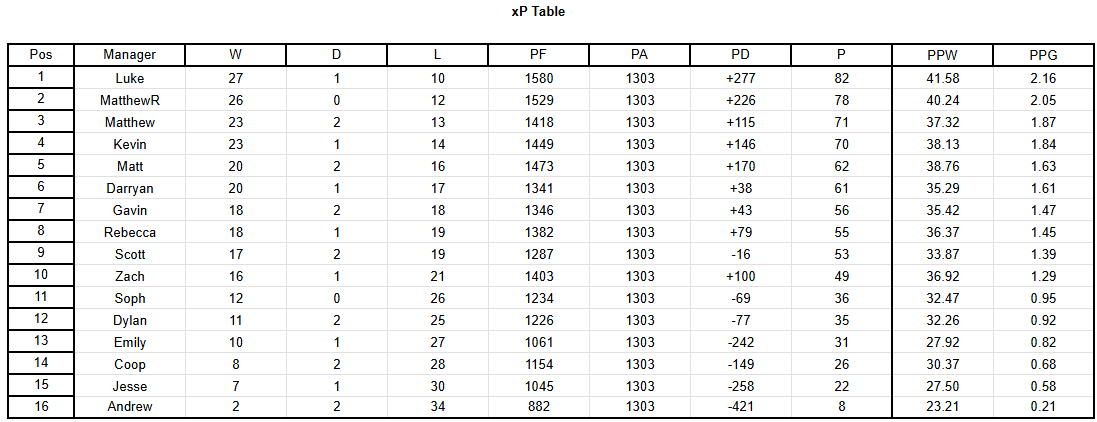 xP Table
Pos Manager W D L PF PA PD P PPW PPG
1 Luke 27 1 10 1580 1303 +277 82 41.58 2.16
2 MatthewR 26 0 12 1529 1303 +226 78 40.24 2.05
3 Matthew 23 2 13 1418 1303 +115 71 37.32 1.87
4 Kevin 23 1 14 1449 1303 +146 70 38.13 1.84
5 Matt 20 2 16 1473 1303 +170 62 38.76 1.63
6 Darryan 20 1 17 1341 1303 +38 61 35.29 1.61
7 Gavin 18 2 18 1346 1303 +43 56 35.42 1.47
8 Rebecca 18 1 19 1382 1303 +79 55 36.37 1.45
9 Scott 17 2 19 1287 1303 -16 53 33.87 1.39
10 Zach 16 1 21 1403 1303 +100 49 36.92 1.29
11 Soph 12 0 26 1234 1303 -69 36 32.47 0.95
12 Dylan 11 2 25 1226 1303 -77 35 32.26 0.92
13 Emily 10 1 27 1061 1303 -242 31 27.92 0.82
14 Coop 8 2 28 1154 1303 -149 26 30.37 0.68
15 Jesse 7 1 30 1045 1303 -258 22 27.50 0.58
16 Andrew 2 2 34 882 1303 -421 8 23.21 0.21